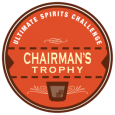 ULTIMATE SPIRITS CHALLENGE
CHAIRMAN'S
TROPHY